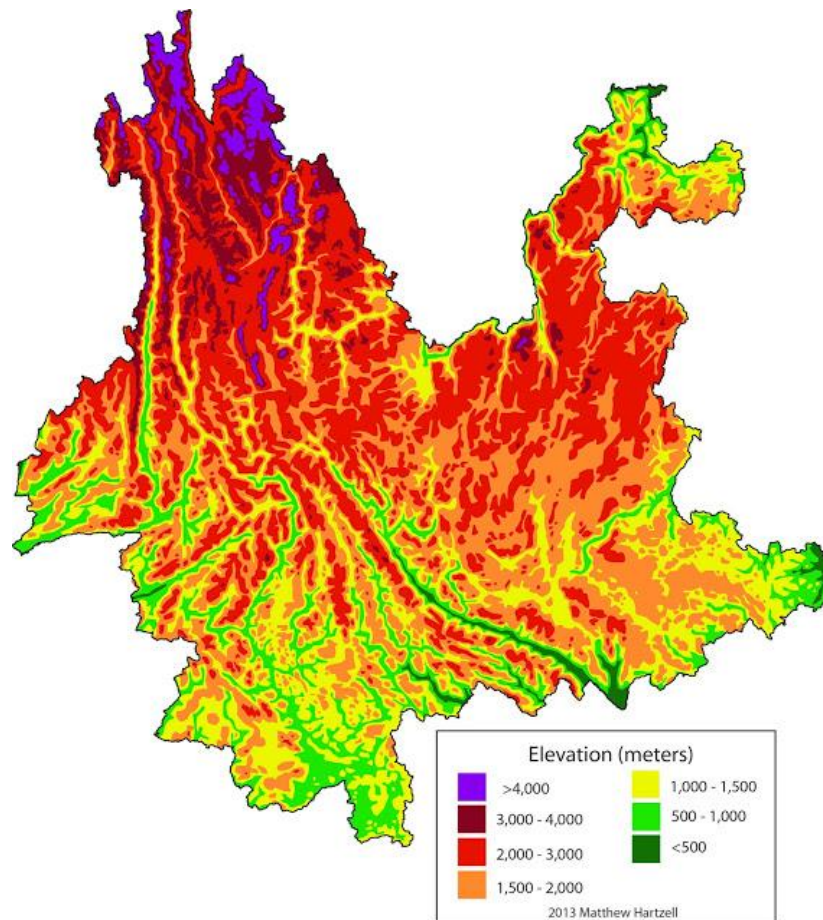 Elevation (meters)
>4,000
3,000 - 4,000
2,000 - 3,000
1,500 - 2,000
1,000 - 1,500
500 - 1,000
<500
2013 Matthew Hartzell